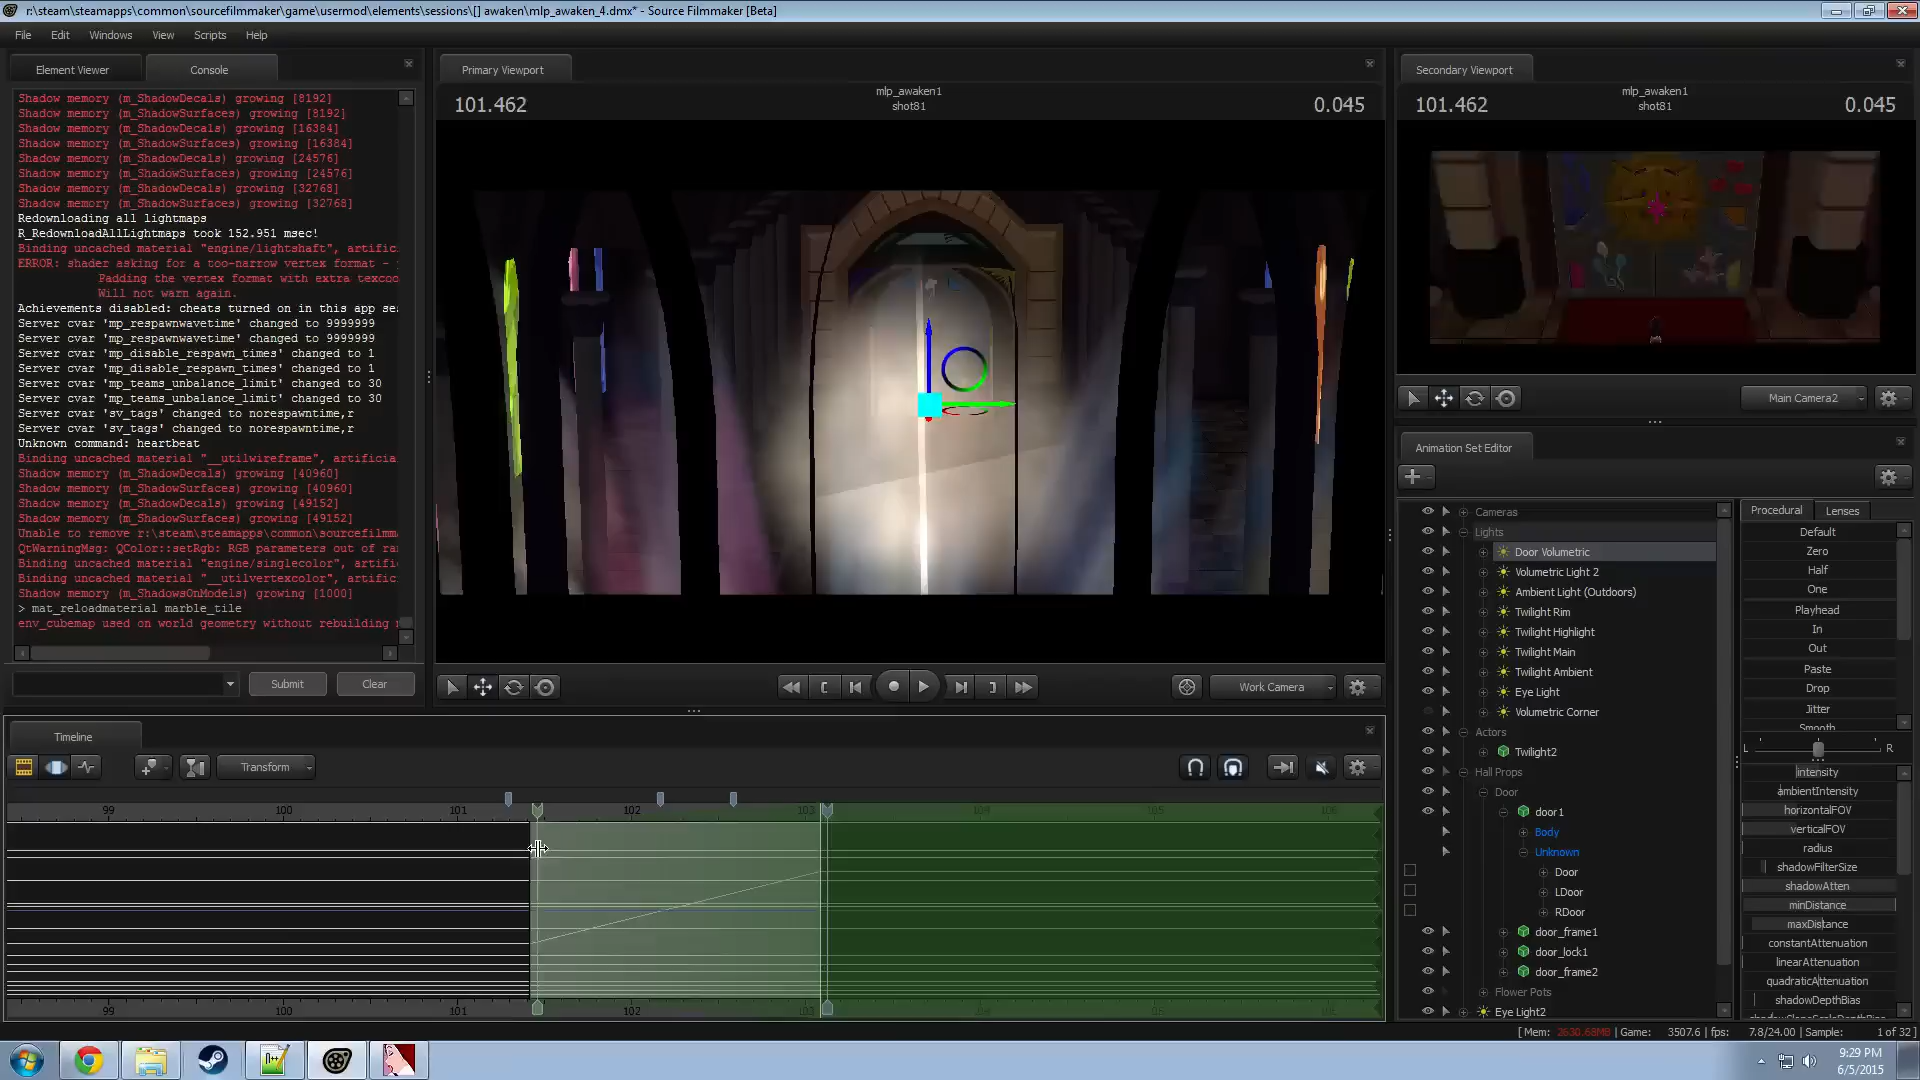 r:\steam\steamapps\common\sourcefilmmaker\game\usermod\elements\sessions\[] awaken\mlp_awaken_4.dmx* - Source Filmmaker [Beta]
File Edit Windows View Scripts Help
Element Viewer Console
Shadow memory (m_ShadowDecals) growing [8192]
Shadow memory (m_ShadowSurfaces) growing [8192]
Shadow memory (m_ShadowDecals) growing [16384]
Shadow memory (m_ShadowSurfaces) growing [16384]
Shadow memory (m_ShadowDecals) growing [24576]
Shadow memory (m_ShadowSurfaces) growing [24576]
Shadow memory (m_ShadowDecals) growing [32768]
Shadow memory (m_ShadowSurfaces) growing [32768]
Redownloading all lightmaps
R_RedownloadAllLightmaps took 152.951 msec!
Binding uncached material "engine/lightshaft", artific
ERROR: shader asking for a too-narrow vertex format -
Padding the vertex format with extra texcoo
Will not warn again.
Achievements disabled: cheats turned on in this app se
Server cvar 'mp_respawnwavetime' changed to 9999999
Server cvar 'mp_respawnwavetime' changed to 9999999
Server cvar 'mp_disable_respawn_times' changed to 1
Server cvar 'mp_disable_respawn_times' changed to 1
Server cvar 'mp_teams_unbalance_limit' changed to 30
Server cvar 'mp_teams_unbalance_limit' changed to 30
Server cvar 'sv_tags' changed to norespawntime,r
Server cvar 'sv_tags' changed to norespawntime,r
Unknown command: heartbeat
Binding uncached material "__utilwireframe", artificia
Shadow memory (m_ShadowDecals) growing [40960]
Shadow memory (m_ShadowSurfaces) growing [40960]
Shadow memory (m_ShadowDecals) growing [49152]
Shadow memory (m_ShadowSurfaces) growing [49152]
Unable to remove r:\steam\steamapps\common\sourcefilmm
QtWarningMsg: QColor::setRgb: RGB parameters out of ra
Binding uncached material "engine/singlecolor", artifi
Binding uncached material "__utilvertexcolor", artific
Shadow memory (m_ShadowsOnModels) growing [1000]
> mat_reloadmaterial marble_tile
env_cubemap used on world geometry without rebuilding
Submit Clear
Primary Viewport
101.462
mlp_awaken1
shot81
0.045
Work Camera
Secondary Viewport
101.462
mlp_awaken1
shot81
0.045
Main Camera2
Animation Set Editor
Cameras
Lights
Door Volumetric
Volumetric Light 2
Ambient Light (Outdoors)
Twilight Rim
Twilight Highlight
Twilight Main
Twilight Ambient
Eye Light
Volumetric Corner
Actors
Twilight2
Hall Props
Door
door1
Body
Unknown
Door
LDoor
RDoor
door_frame1
door_lock1
door_frame2
Flower Pots
Eye Light2
Procedural Lenses
Default
Zero
Half
One
Playhead
In
Out
Paste
Drop
Jitter
Smooth
L R
intensity
ambientIntensity
horizontalFOV
verticalFOV
radius
shadowFilterSize
shadowAtten
minDistance
maxDistance
constantAttenuation
linearAttenuation
quadraticAttenuation
shadowDepthBias
shadowSlopeScaleDepthBias
Timeline
Transform
99 100 101 102 103 104 105 106
99 100 101 102 103 104 105 106
[ Mem: 2630.68MB] Game: 3507.6 | fps: 7.8/24.00 | Sample: 1 of 32 ]
9:29 PM
6/5/2015